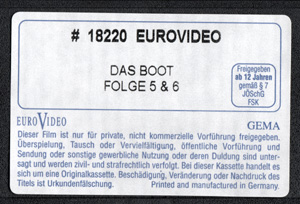 # 18220 EUROVIDEO
DAS BOOT
FOLGE 5 & 6
Freigegeben
ab 12 Jahren
gemäß § 7
JÖSchG
FSK
EUROVIDEO GEMA
Dieser Film ist nur für private, nicht kommerzielle Vorführung freigegeben.
Überspielung, Tausch oder Vervielfältigung, öffentliche Vorführung und
Sendung oder sonstige gewerbliche Nutzung oder deren Duldung sind unter-
sagt und werden zivil- und strafrechtlich verfolgt. Bei dieser Kassette handelt es
sich um eine Originalkassette. Beschädigung, Veränderung oder Nachdruck des
Titels ist Urkundenfälschung. Printed and manufactured in Germany.